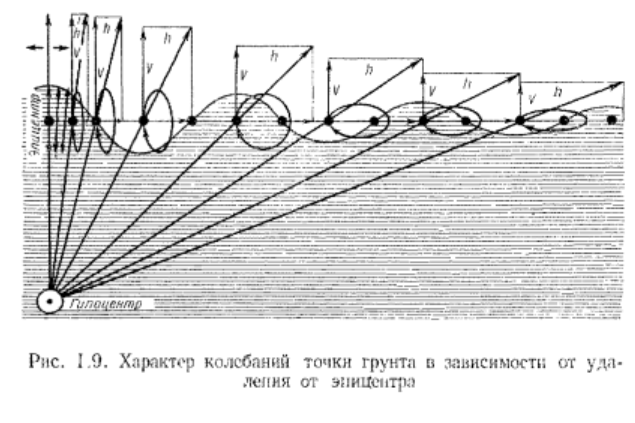 h h h h h h h
v v v v v v v
Эпицентр
Гипоцентр
Рис. 1.9. Характер колебаний точки грунта в зависимости от уда-
ления от эпицентра